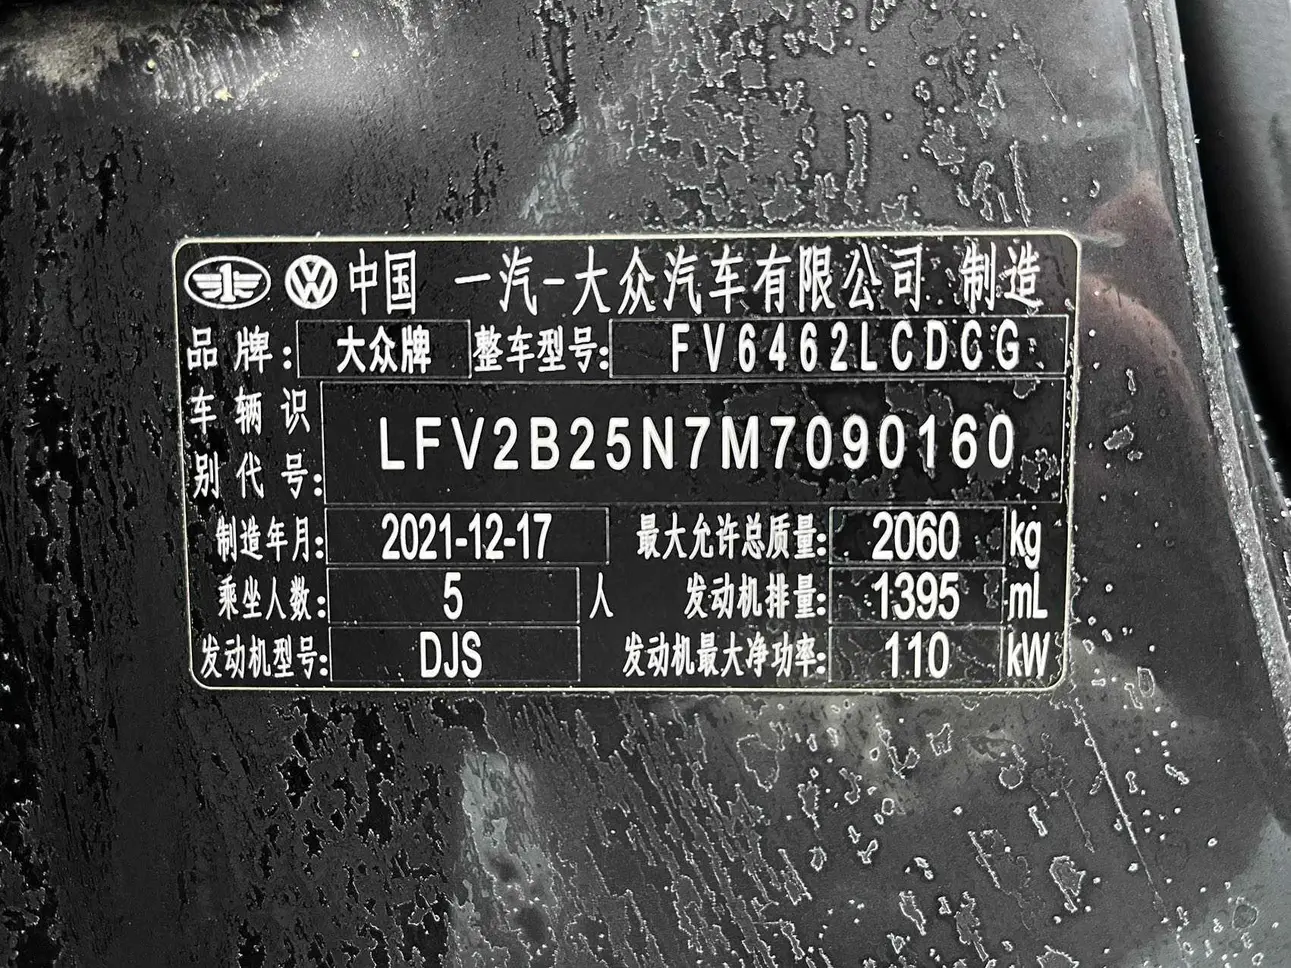 中国 一汽-大众汽车有限公司 制造
品牌: 大众牌 整车型号: FV6462LCDCG
车辆识别代号: LFV2B25N7M7090160
制造年月: 2021-12-17 最大允许总质量: 2060 kg
乘坐人数: 5 人 发动机排量: 1395 mL
发动机型号: DJS 发动机最大净功率: 110 kW